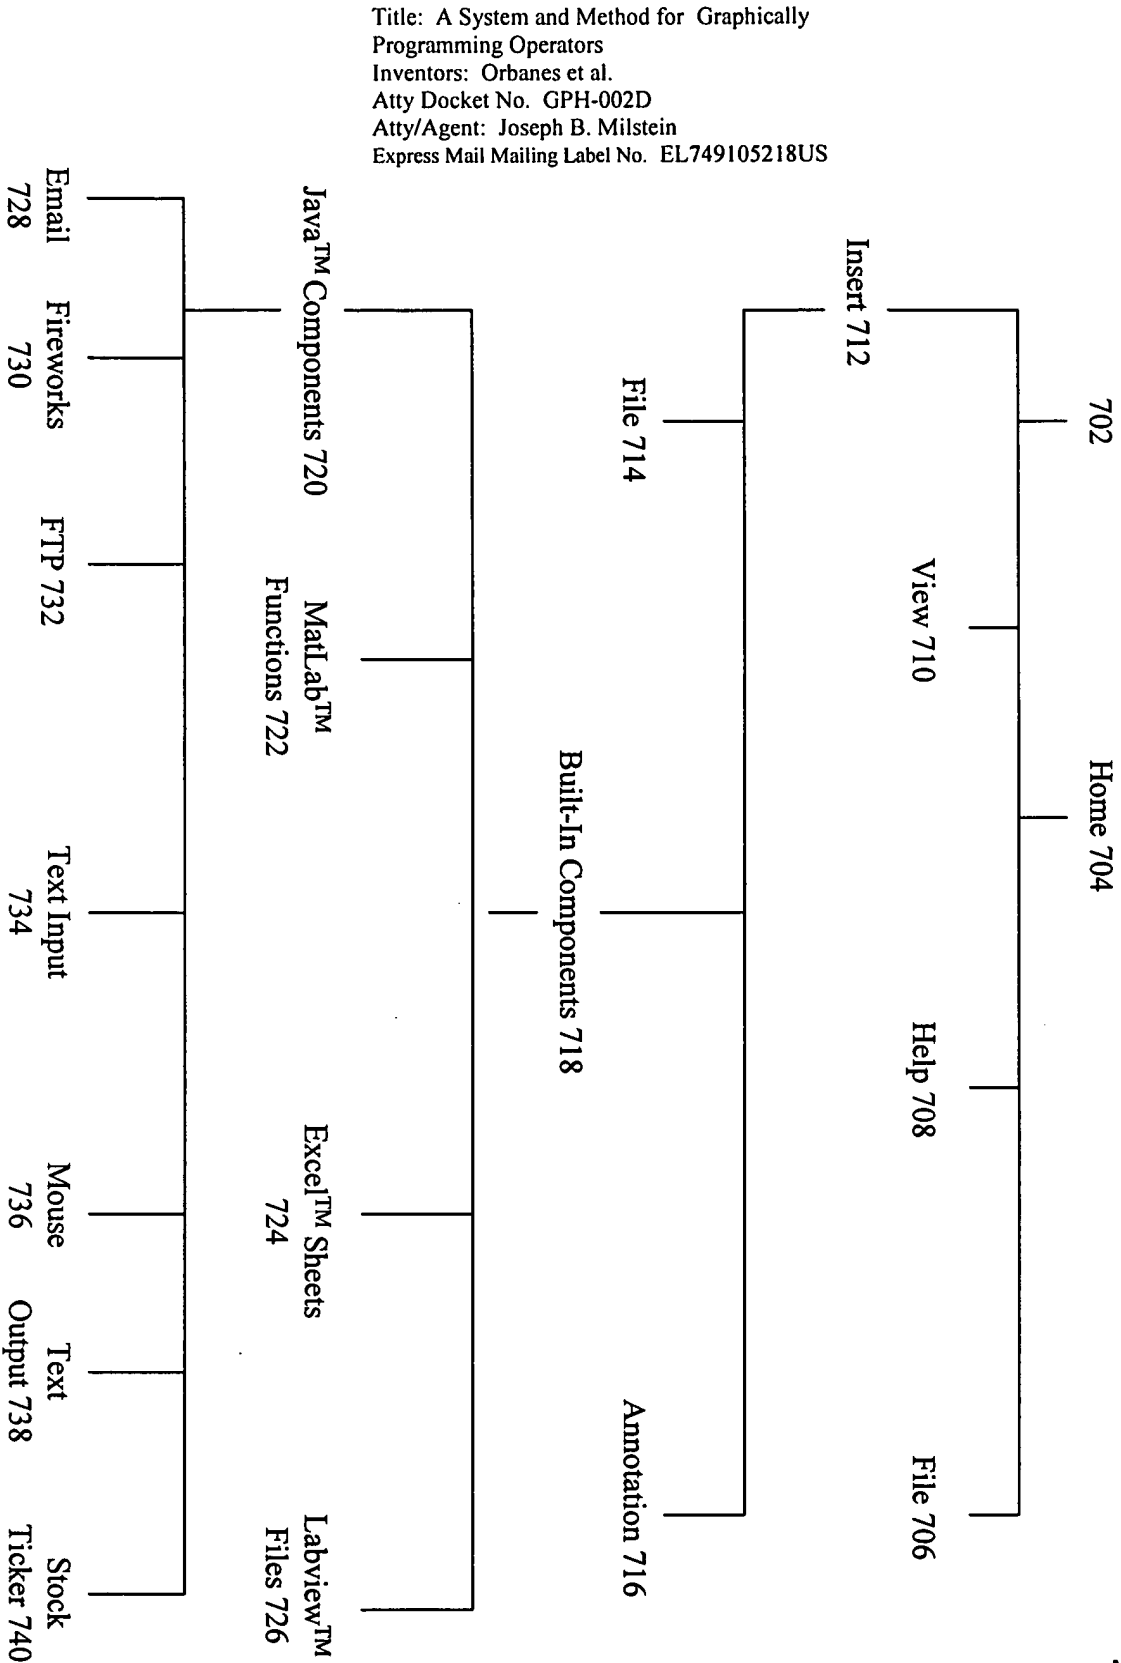 Title: A System and Method for Graphically
Programming Operators
Inventors: Orbanes et al.
Atty Docket No. GPH-002D
Atty/Agent: Joseph B. Milstein
Express Mail Mailing Label No. EL749105218US
702
Home 704
Insert 712
View 710
Help 708
File 706
File 714
Built-In Components 718
Annotation 716
Java™ Components 720
MatLab™
Functions 722
Excel™ Sheets
724
Labview™
Files 726
Email
728
Fireworks
730
FTP 732
Text Input
734
Mouse
736
Text
Output 738
Stock
Ticker 740